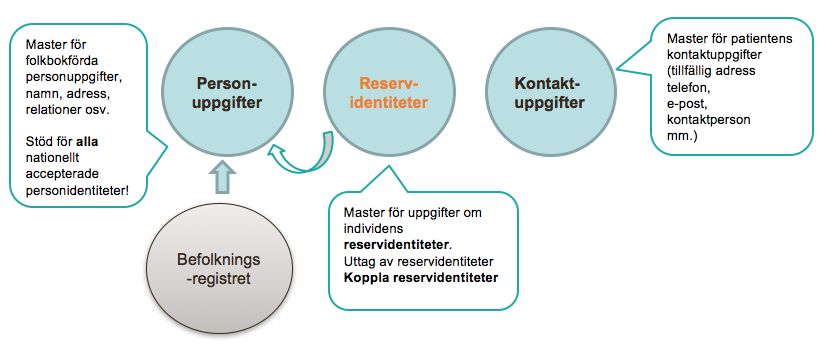 Master för
folkbokförda
personuppgifter,
namn, adress,
relationer osv.
Stöd för alla
nationellt
accepterade
personidentiteter!
Person-
uppgifter
Reserv-
identiteter
Kontakt-
uppgifter
Master för patientens
kontaktuppgifter
(tillfällig adress
telefon,
e-post,
kontaktperson
mm.)
Befolknings
-registret
Master för uppgifter om
individens
reservidentiteter.
Uttag av reservidentiteter
Koppla reservidentiteter